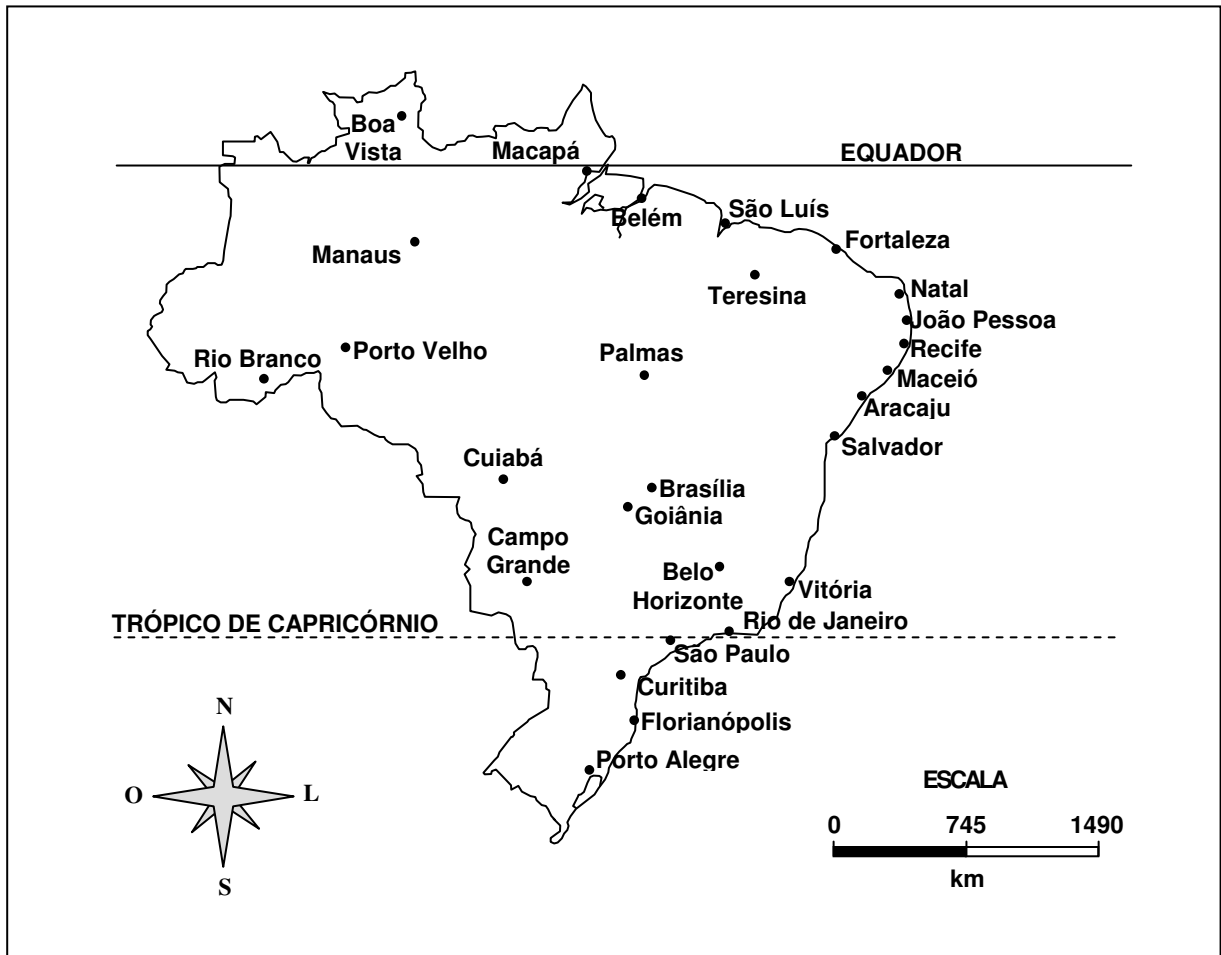 Boa
Vista
Macapá
EQUADOR
Belém
São Luís
Fortaleza
Manaus
Teresina
Natal
João Pessoa
Recife
Rio Branco
Porto Velho
Palmas
Maceió
Aracaju
Salvador
Cuiabá
Brasília
Goiânia
Campo
Grande
Belo
Horizonte
Vitória
TRÓPICO DE CAPRICÓRNIO
Rio de Janeiro
São Paulo
Curitiba
Florianópolis
Porto Alegre
N
O
L
S
ESCALA
0 745 1490
km